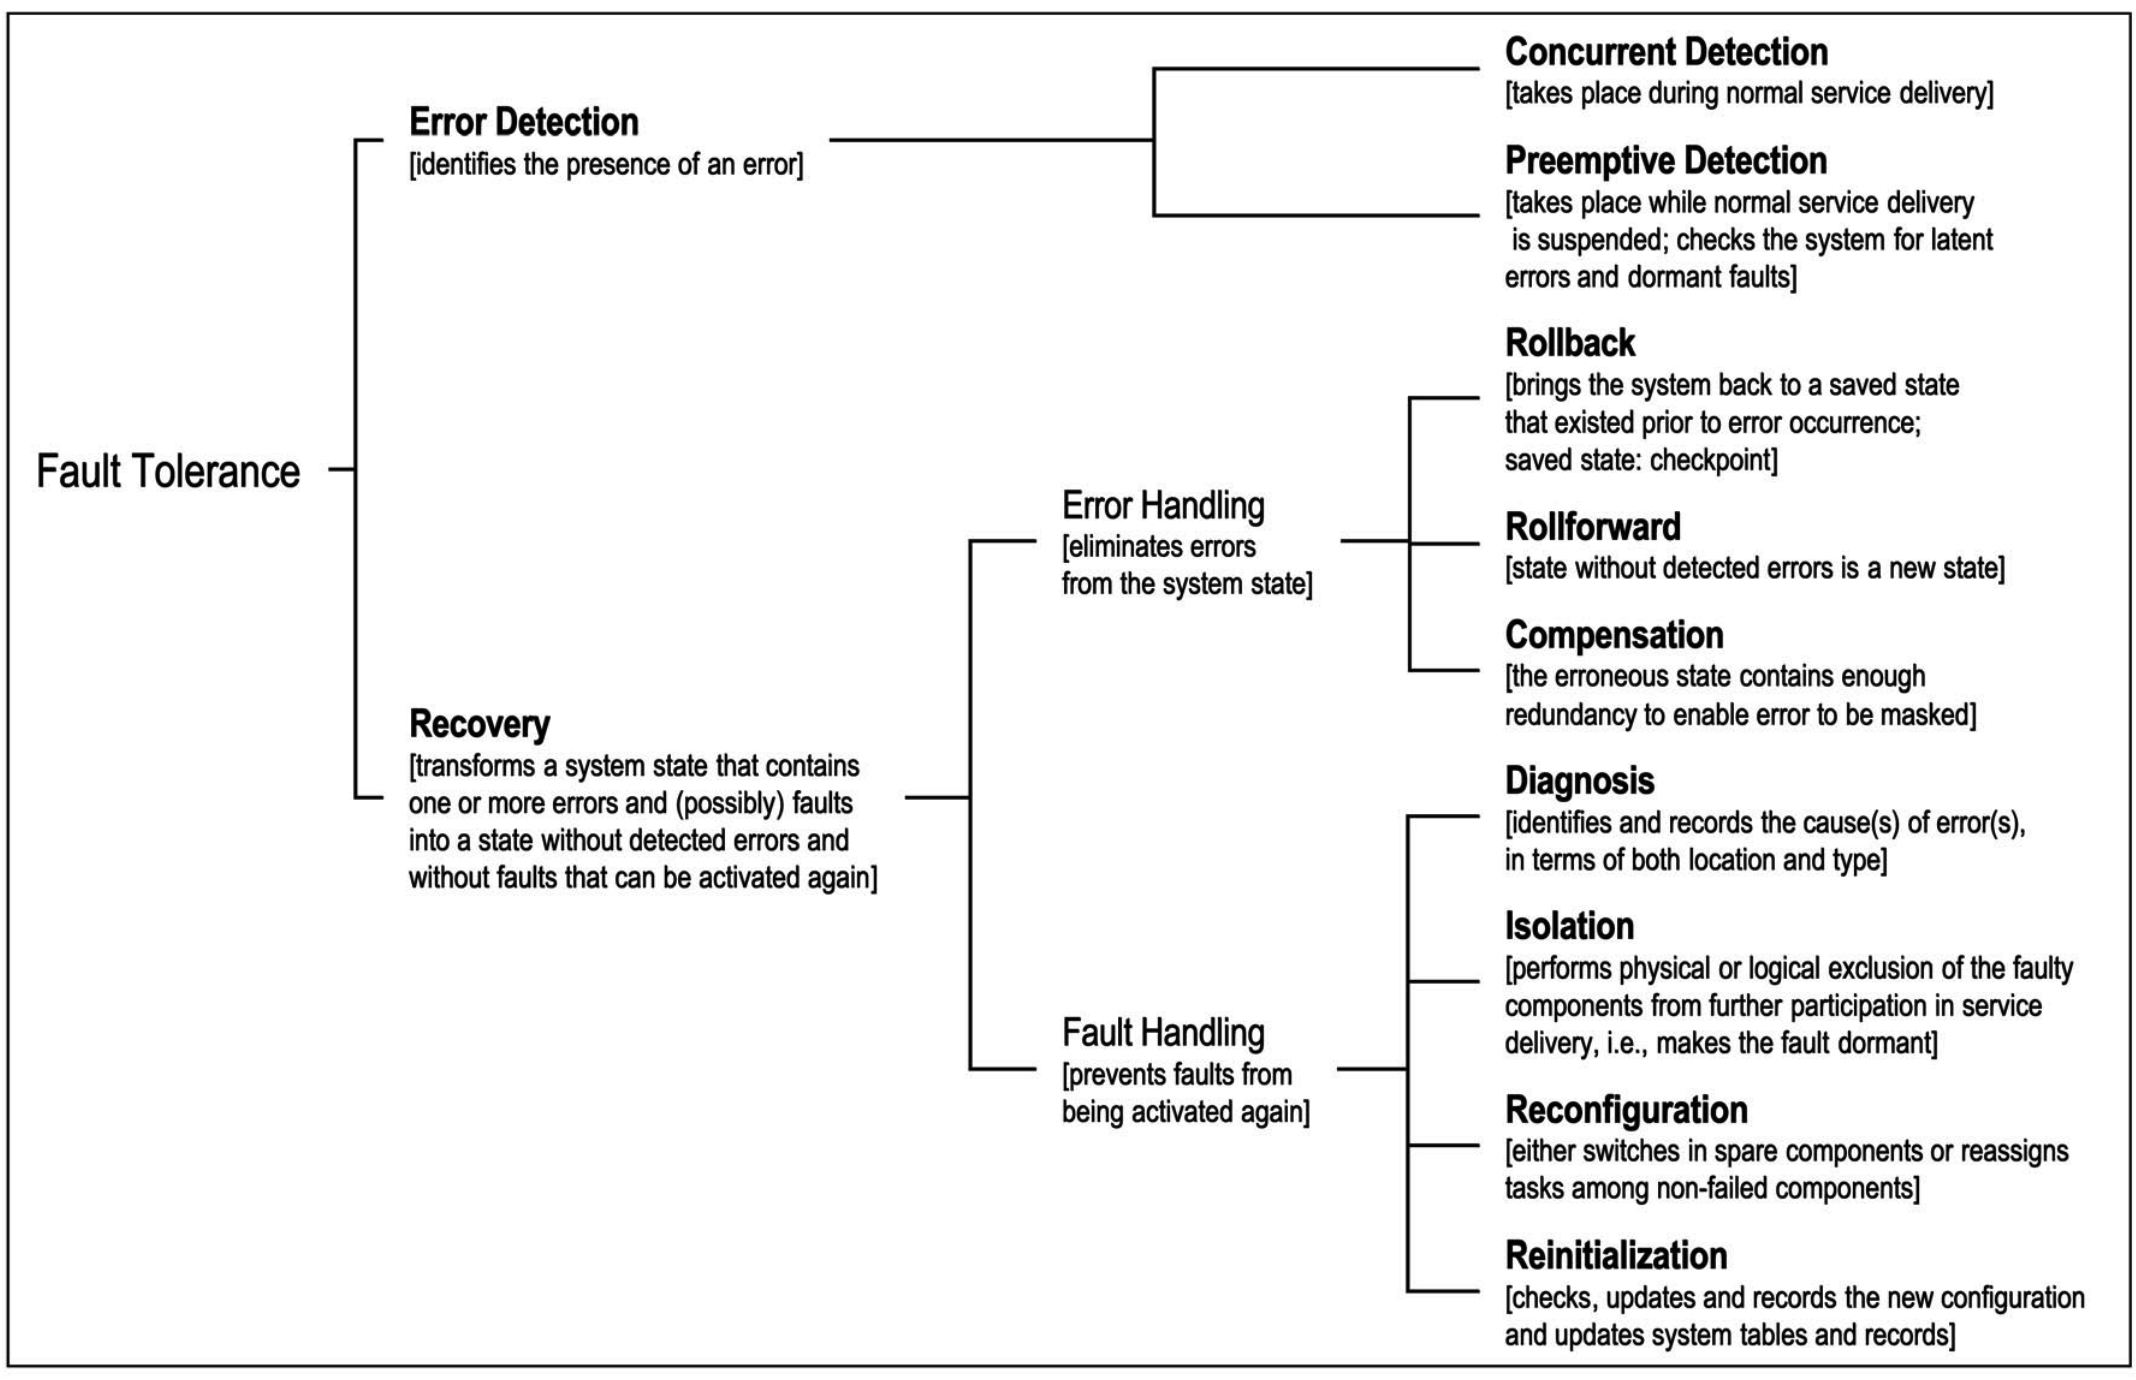 Fault Tolerance
Error Detection
[identifies the presence of an error]
Concurrent Detection
[takes place during normal service delivery]
Preemptive Detection
[takes place while normal service delivery
is suspended; checks the system for latent
errors and dormant faults]
Recovery
[transforms a system state that contains
one or more errors and (possibly) faults
into a state without detected errors and
without faults that can be activated again]
Error Handling
[eliminates errors
from the system state]
Rollback
[brings the system back to a saved state
that existed prior to error occurrence;
saved state: checkpoint]
Rollforward
[state without detected errors is a new state]
Compensation
[the erroneous state contains enough
redundancy to enable error to be masked]
Fault Handling
[prevents faults from
being activated again]
Diagnosis
[identifies and records the cause(s) of error(s),
in terms of both location and type]
Isolation
[performs physical or logical exclusion of the faulty
components from further participation in service
delivery, i.e., makes the fault dormant]
Reconfiguration
[either switches in spare components or reassigns
tasks among non-failed components]
Reinitialization
[checks, updates and records the new configuration
and updates system tables and records]